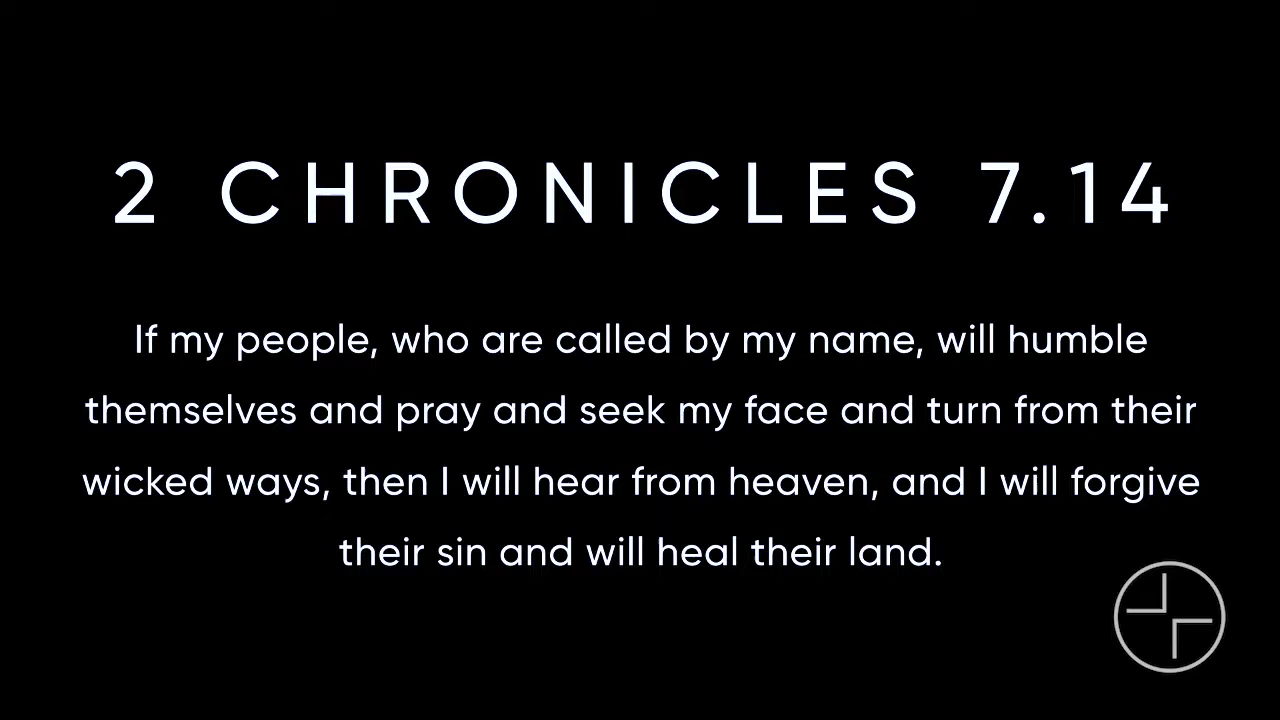 2 CHRONICLES 7.14
If my people, who are called by my name, will humble
themselves and pray and seek my face and turn from their
wicked ways, then I will hear from heaven, and I will forgive
their sin and will heal their land.